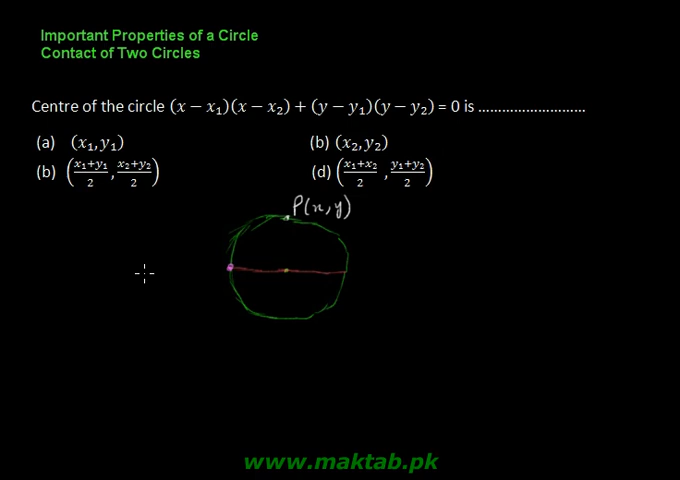 Important Properties of a Circle
Contact of Two Circles
Centre of the circle (x − x₁)(x − x₂) + (y − y₁)(y − y₂) = 0 is ...........................
(a) (x₁, y₁) (b) (x₂, y₂)
(b) (x₁+y₁/2, x₂+y₂/2) (d) (x₁+x₂/2, y₁+y₂/2)
P(x, y)
www.maktab.pk